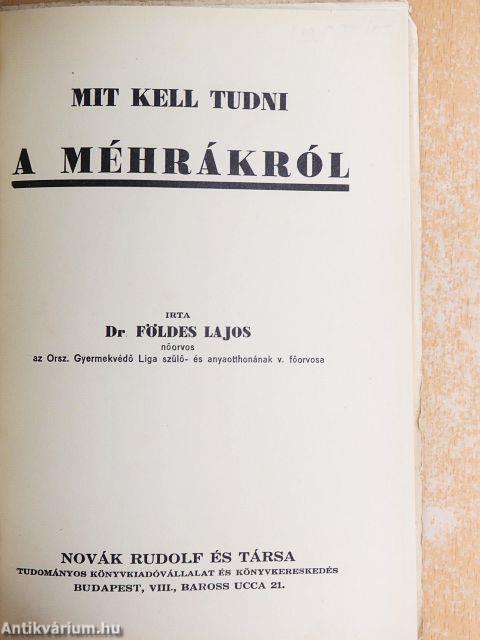 MIT KELL TUDNI
A MÉHRÁKRÓL
IRTA
Dr FÖLDES LAJOS
nőorvos
az Orsz. Gyermekvédő Liga szülő- és anyaotthonának v. főorvosa
NOVÁK RUDOLF ÉS TÁRSA
TUDOMÁNYOS KÖNYVKIADÓVÁLLALAT ÉS KÖNYVKERESKEDÉS
BUDAPEST, VIII., BAROSS UCCA 21.
Antikvárium.hu